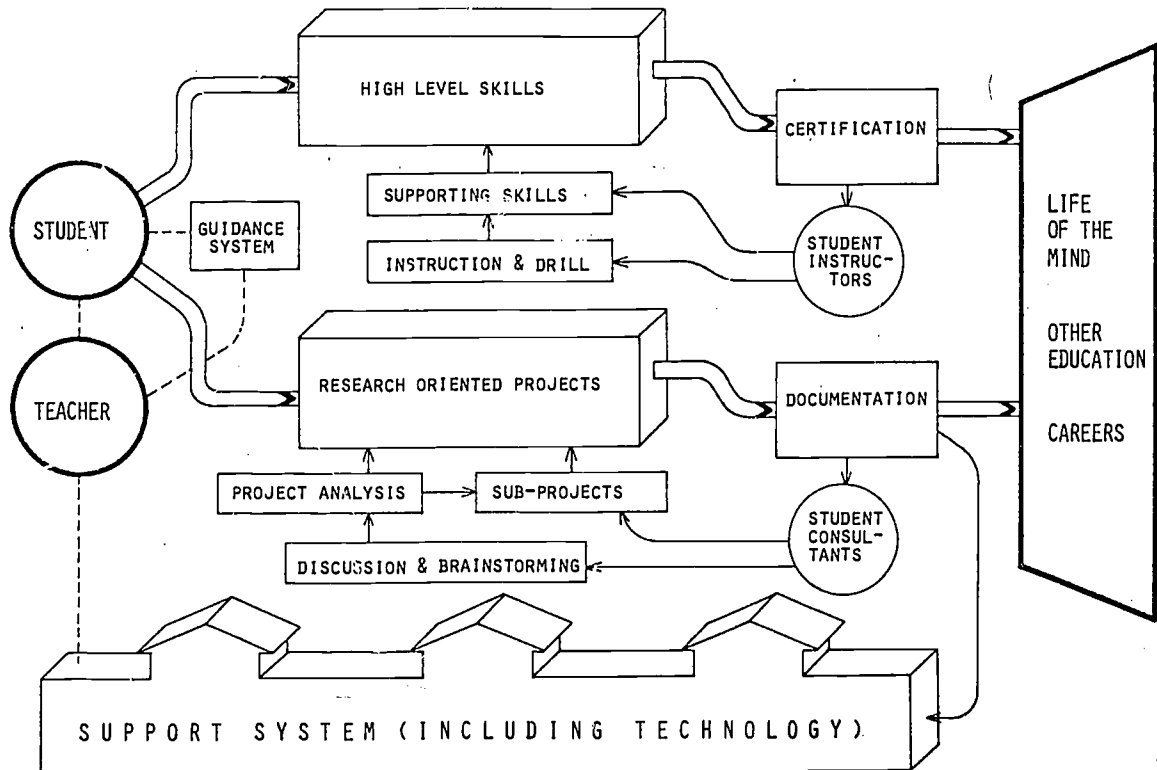 HIGH LEVEL SKILLS
CERTIFICATION
SUPPORTING SKILLS
STUDENT
GUIDANCE
SYSTEM
INSTRUCTION & DRILL
STUDENT
INSTRUC-
TORS
LIFE
OF THE
MIND
OTHER
EDUCATION
CAREERS
TEACHER
RESEARCH ORIENTED PROJECTS
DOCUMENTATION
PROJECT ANALYSIS
SUB-PROJECTS
STUDENT
CONSUL-
TANTS
DISCUSSION & BRAINSTORMING
SUPPORT SYSTEM (INCLUDING TECHNOLOGY)